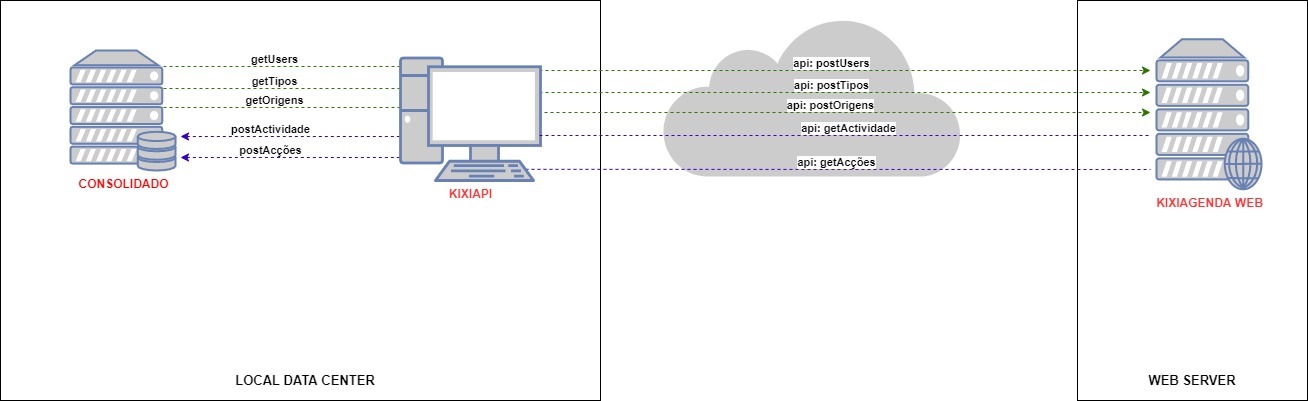 getUsers
getTipos
getOrigens
postActividade
postAcções
CONSOLIDADO
KIXIAPI
api: postUsers
api: postTipos
api: postOrigens
api: getActividade
api: getAcções
KIXIAGENDA WEB
LOCAL DATA CENTER
WEB SERVER